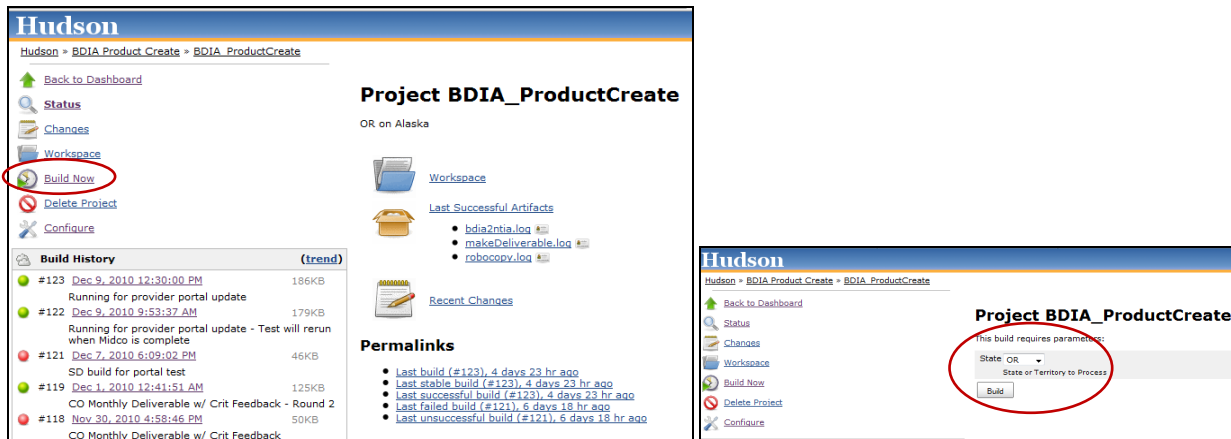 Hudson
Hudson » BDIA Product Create » BDIA_ProductCreate
Back to Dashboard
Status
Changes
Workspace
Build Now
Delete Project
Configure
Build History (trend)
#123 Dec 9, 2010 12:30:00 PM 186KB
Running for provider portal update
#122 Dec 9, 2010 9:53:37 AM 179KB
Running for provider portal update - Test will rerun
when Midco is complete
#121 Dec 7, 2010 6:09:02 PM 46KB
SD build for portal test
#119 Dec 1, 2010 12:41:51 AM 125KB
CO Monthly Deliverable w/ Crit Feedback - Round 2
#118 Nov 30, 2010 4:58:46 PM 50KB
CO Monthly Deliverable w/ Crit Feedback
Project BDIA_ProductCreate
OR on Alaska
Workspace
Last Successful Artifacts
bdia2ntia.log
makeDeliverable.log
robocopy.log
Recent Changes
Permalinks
Last build (#123), 4 days 23 hr ago
Last stable build (#123), 4 days 23 hr ago
Last successful build (#123), 4 days 23 hr ago
Last failed build (#121), 6 days 18 hr ago
Last unsuccessful build (#121), 6 days 18 hr ago
Hudson
Hudson » BDIA Product Create » BDIA_ProductCreate
Back to Dashboard
Status
Changes
Workspace
Build Now
Delete Project
Configure
Project BDIA_ProductCreate
This build requires parameters:
State OR
State or Territory to Process
Build